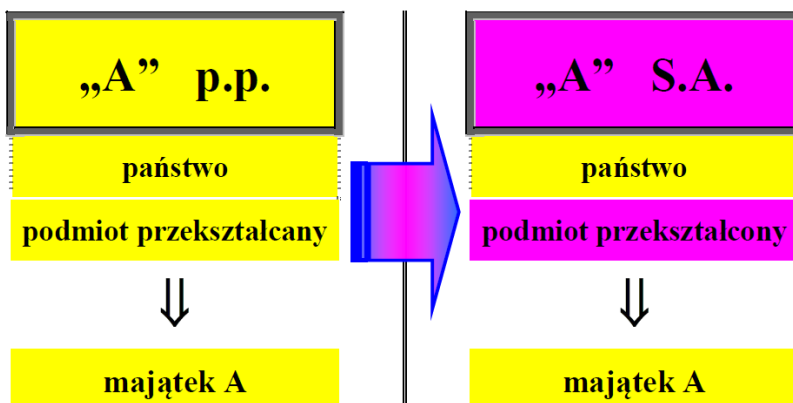 „A” p.p.
państwo
podmiot przekształcany
majątek A
„A” S.A.
państwo
podmiot przekształcony
majątek A